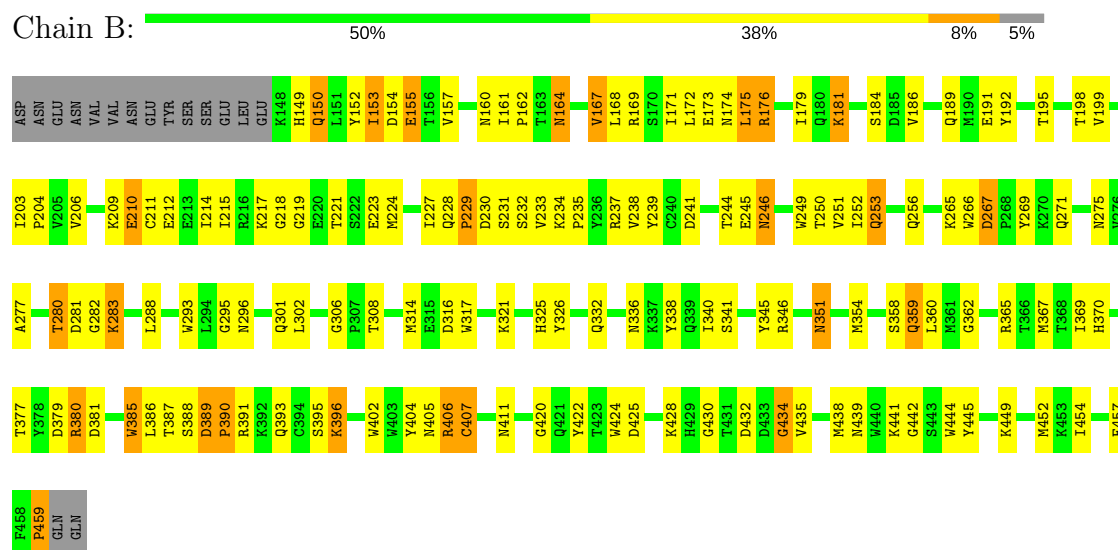 Chain B:
50% 38% 8% 5%
ASP ASN GLU ASN VAL VAL ASN GLU TYR SER SER GLU LEU GLU K148 H149 Q150 L151 Y152 I153 D154 E155 T156 V157 N160 I161 P162 T163 N164 V167 L168 R169 S170 I171 L172 E173 N174 L175 R176 I179 Q180 K181 S184 D185 V186 Q189 M190 E191 Y192 T195 T198 V199
I203 P204 V205 V206 K209 E210 C211 E212 E213 I214 I215 R216 K217 G218 G219 E220 T221 S222 E223 M224 I227 Q228 P229 D230 S231 S232 V233 K234 P235 Y236 R237 V238 Y239 C240 D241 T244 E245 N246 W249 T250 V251 I252 Q253 Q256 K265 W266 D267 P268 Y269 K270 Q271 N275 V276
A277 T280 D281 G282 K283 L288 W293 L294 G295 N296 Q301 L302 G306 P307 T308 M314 E315 D316 W317 K321 H325 Y326 Q332 N336 K337 Y338 Q339 I340 S341 Y345 R346 N351 M354 S358 Q359 L360 M361 G362 R365 T366 M367 T368 I369 H370
T377 Y378 D379 R380 D381 W385 L386 T387 S388 D389 P390 R391 K392 Q393 C394 S395 K396 W402 W403 Y404 N405 R406 C407 N411 G420 Q421 Y422 T423 W424 D425 K428 H429 G430 T431 D432 D433 G434 V435 M438 N439 W440 K441 G442 S443 W444 Y445 K449 M452 K453 I454 F457
F458 P459 GLN GLN